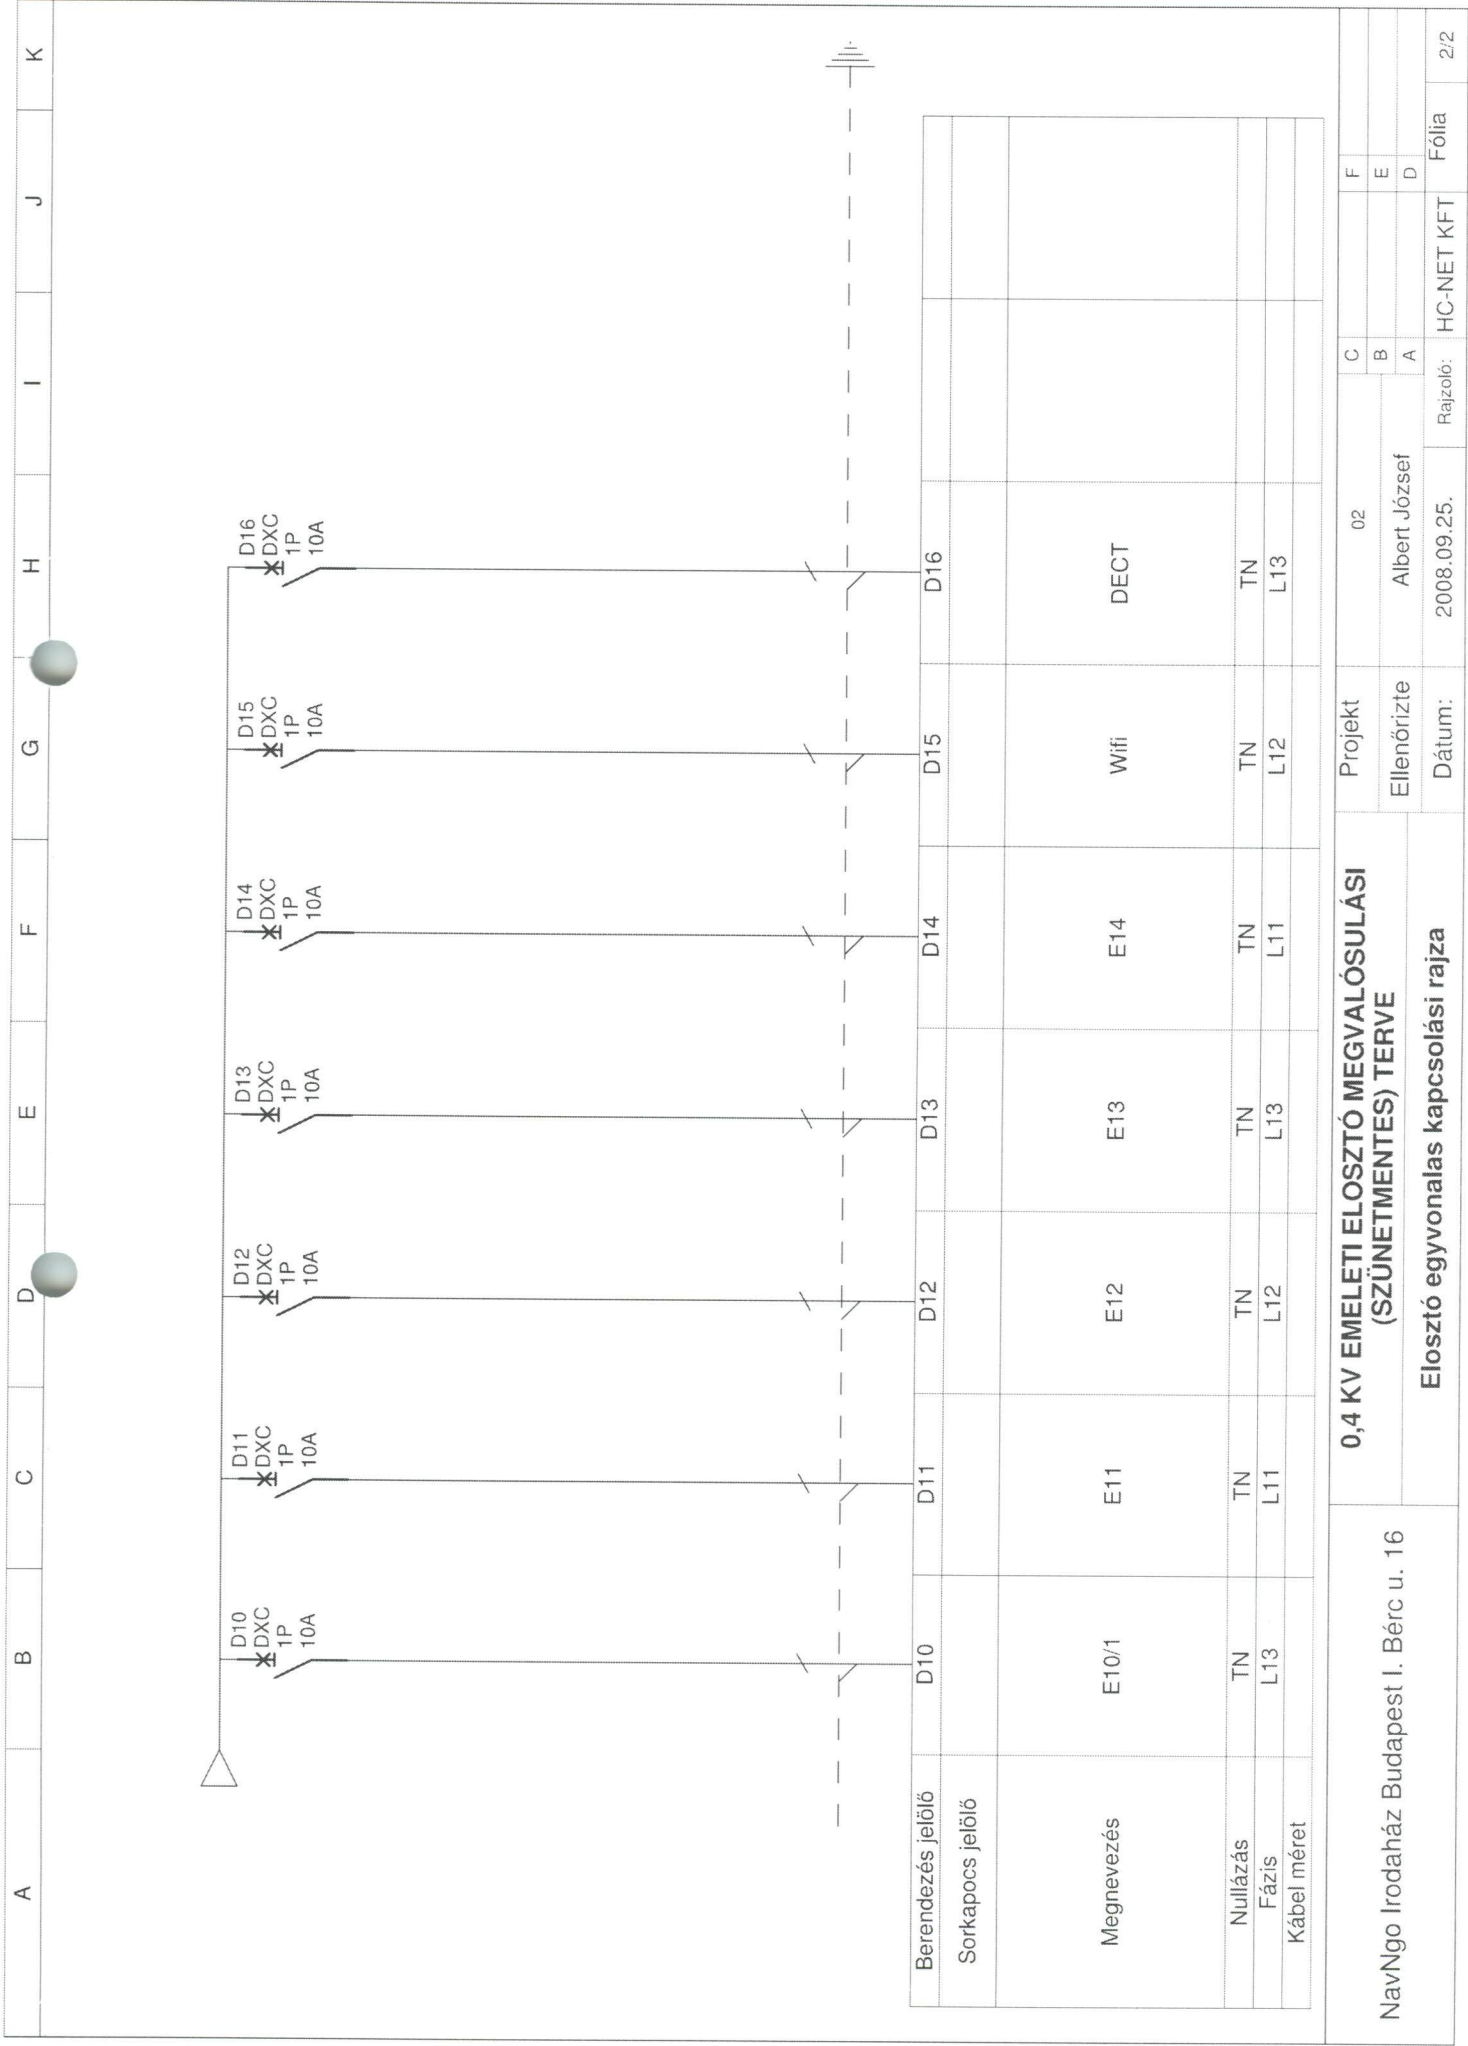 A B C D E F G H I J K
D10 D11 D12 D13 D14 D15 D16
DXC DXC DXC DXC DXC DXC DXC
1P 1P 1P 1P 1P 1P 1P
10A 10A 10A 10A 10A 10A 10A
Berendezés jelölő D10 D11 D12 D13 D14 D15 D16
Sorkapocs jelölő
Megnevezés E10/1 E11 E12 E13 E14 Wifi DECT
Nullázás TN TN TN TN TN TN TN
Fázis L13 L11 L12 L13 L11 L12 L13
Kábel méret
NavNgo Irodaház Budapest I. Bérc u. 16
0,4 KV EMELETI ELOSZTÓ MEGVALÓSULÁSI
(SZÜNETMENTES) TERVE
Elosztó egyvonalas kapcsolási rajza
Projekt 02
Ellenőrizte Albert József
Dátum: 2008.09.25.
C F
B E
A D
Rajzoló: HC-NET KFT
Fólia 2/2